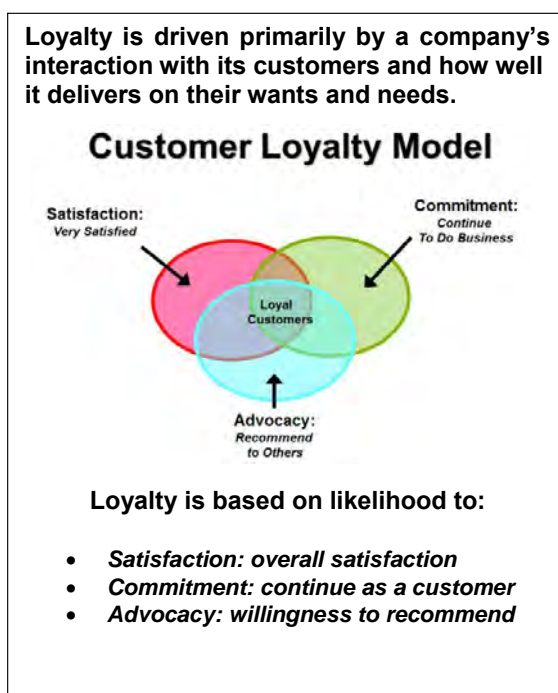 Loyalty is driven primarily by a company’s
interaction with its customers and how well
it delivers on their wants and needs.
Customer Loyalty Model
Satisfaction:
Very Satisfied
Commitment:
Continue
To Do Business
Loyal
Customers
Advocacy:
Recommend
to Others
Loyalty is based on likelihood to:
• Satisfaction: overall satisfaction
• Commitment: continue as a customer
• Advocacy: willingness to recommend